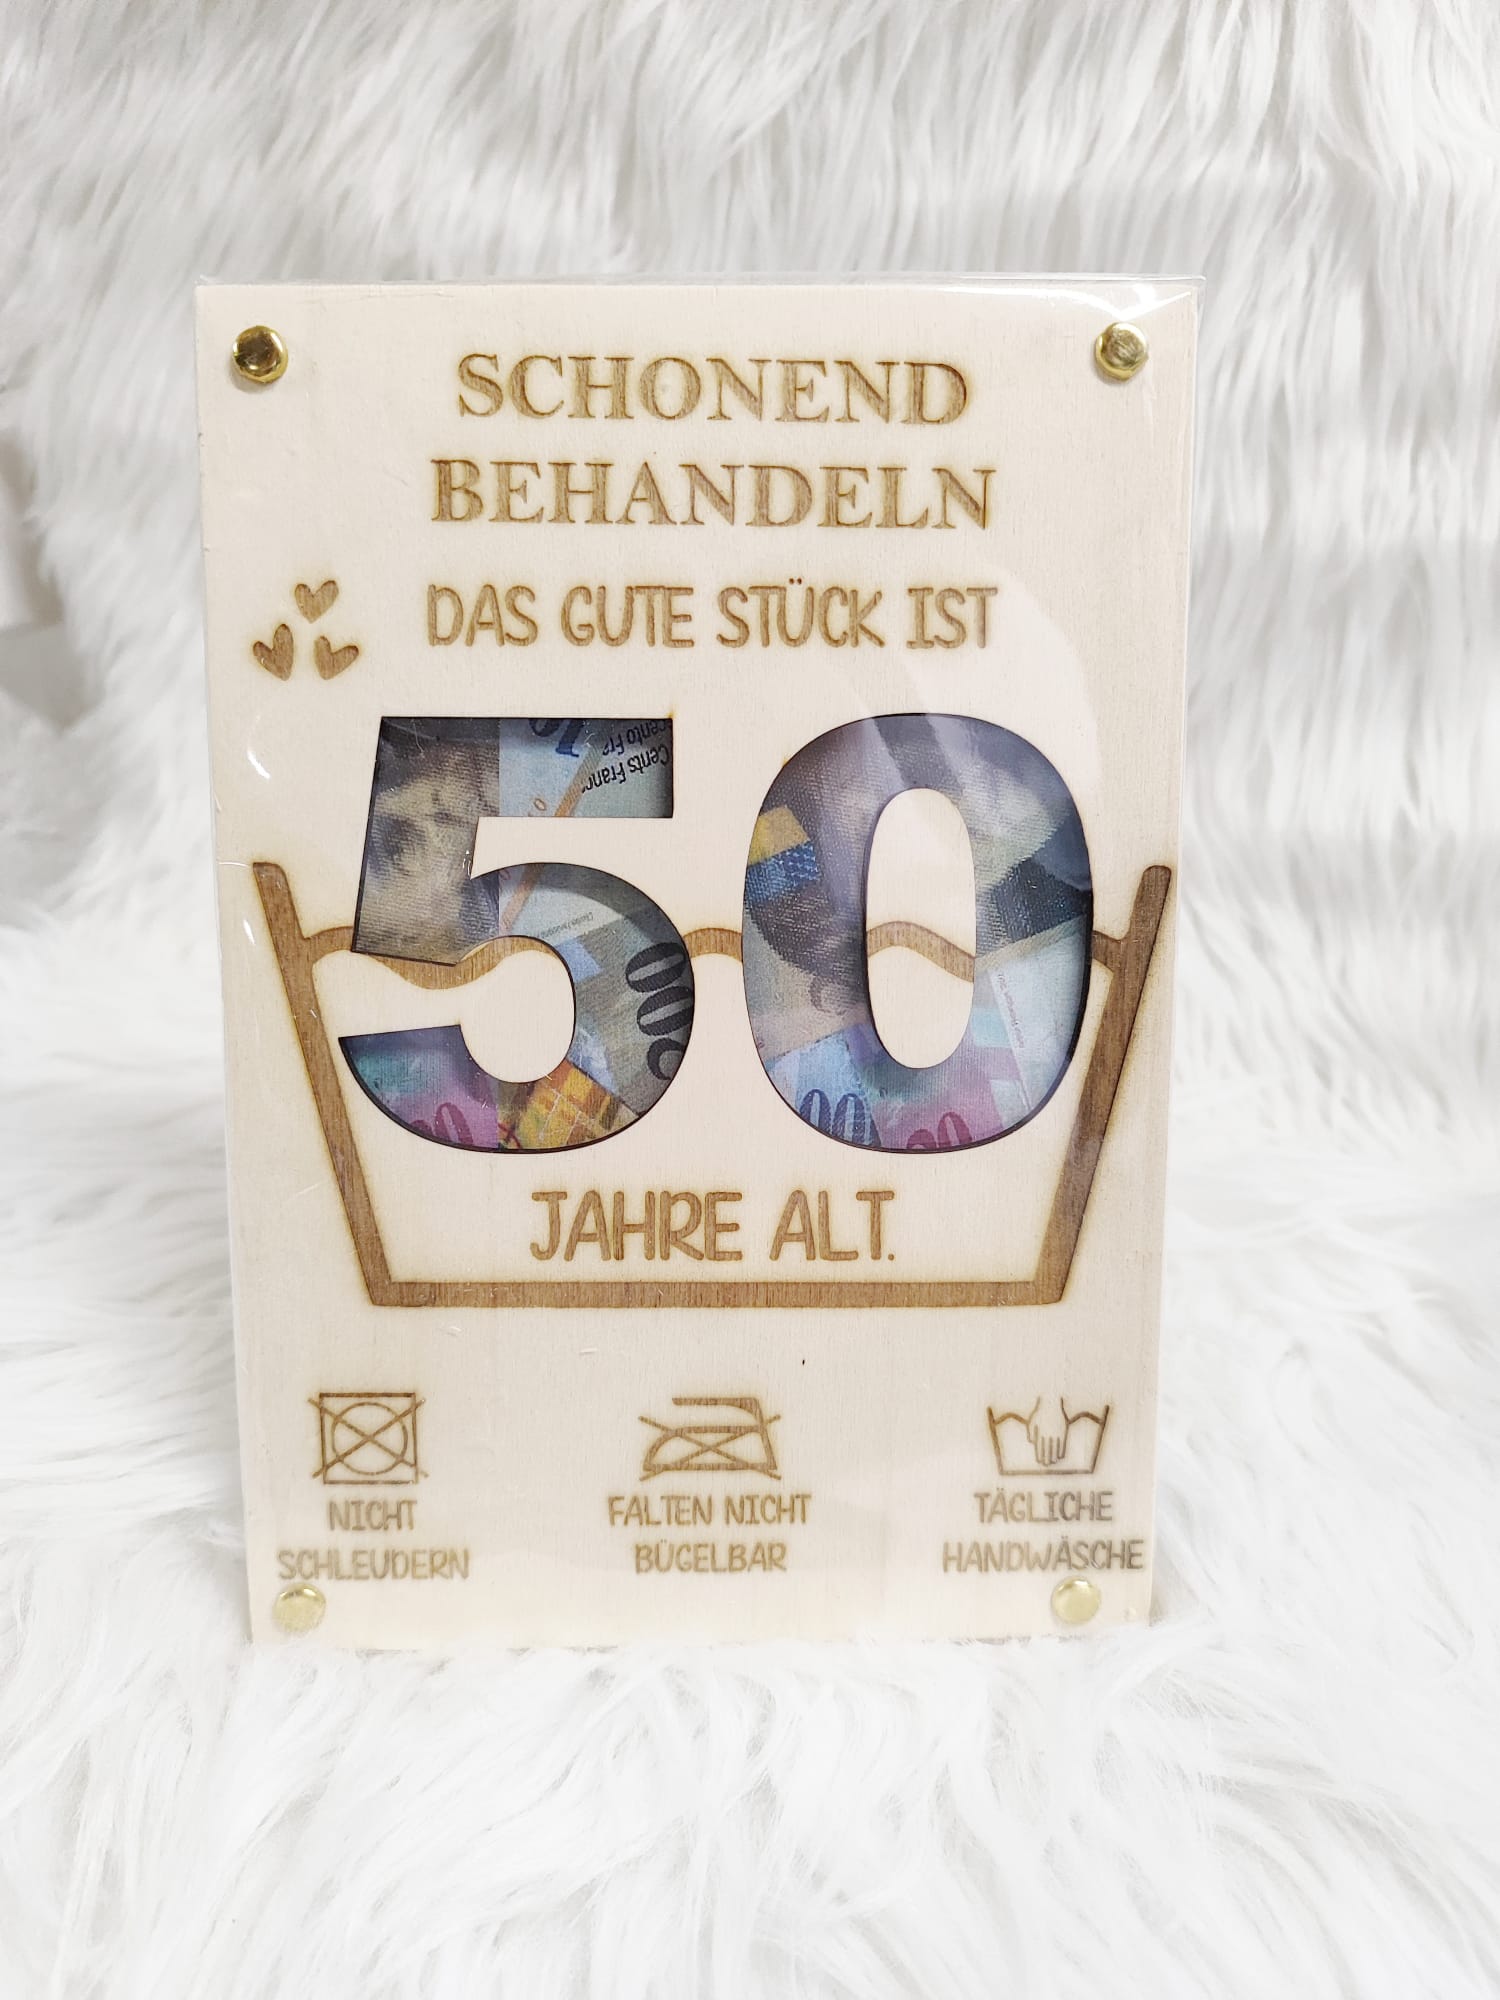 SCHONEND
BEHANDELN
DAS GUTE STÜCK IST
50
JAHRE ALT.
NICHT
SCHLEUDERN
FALTEN NICHT
BÜGELBAR
TÄGLICHE
HANDWÄSCHE